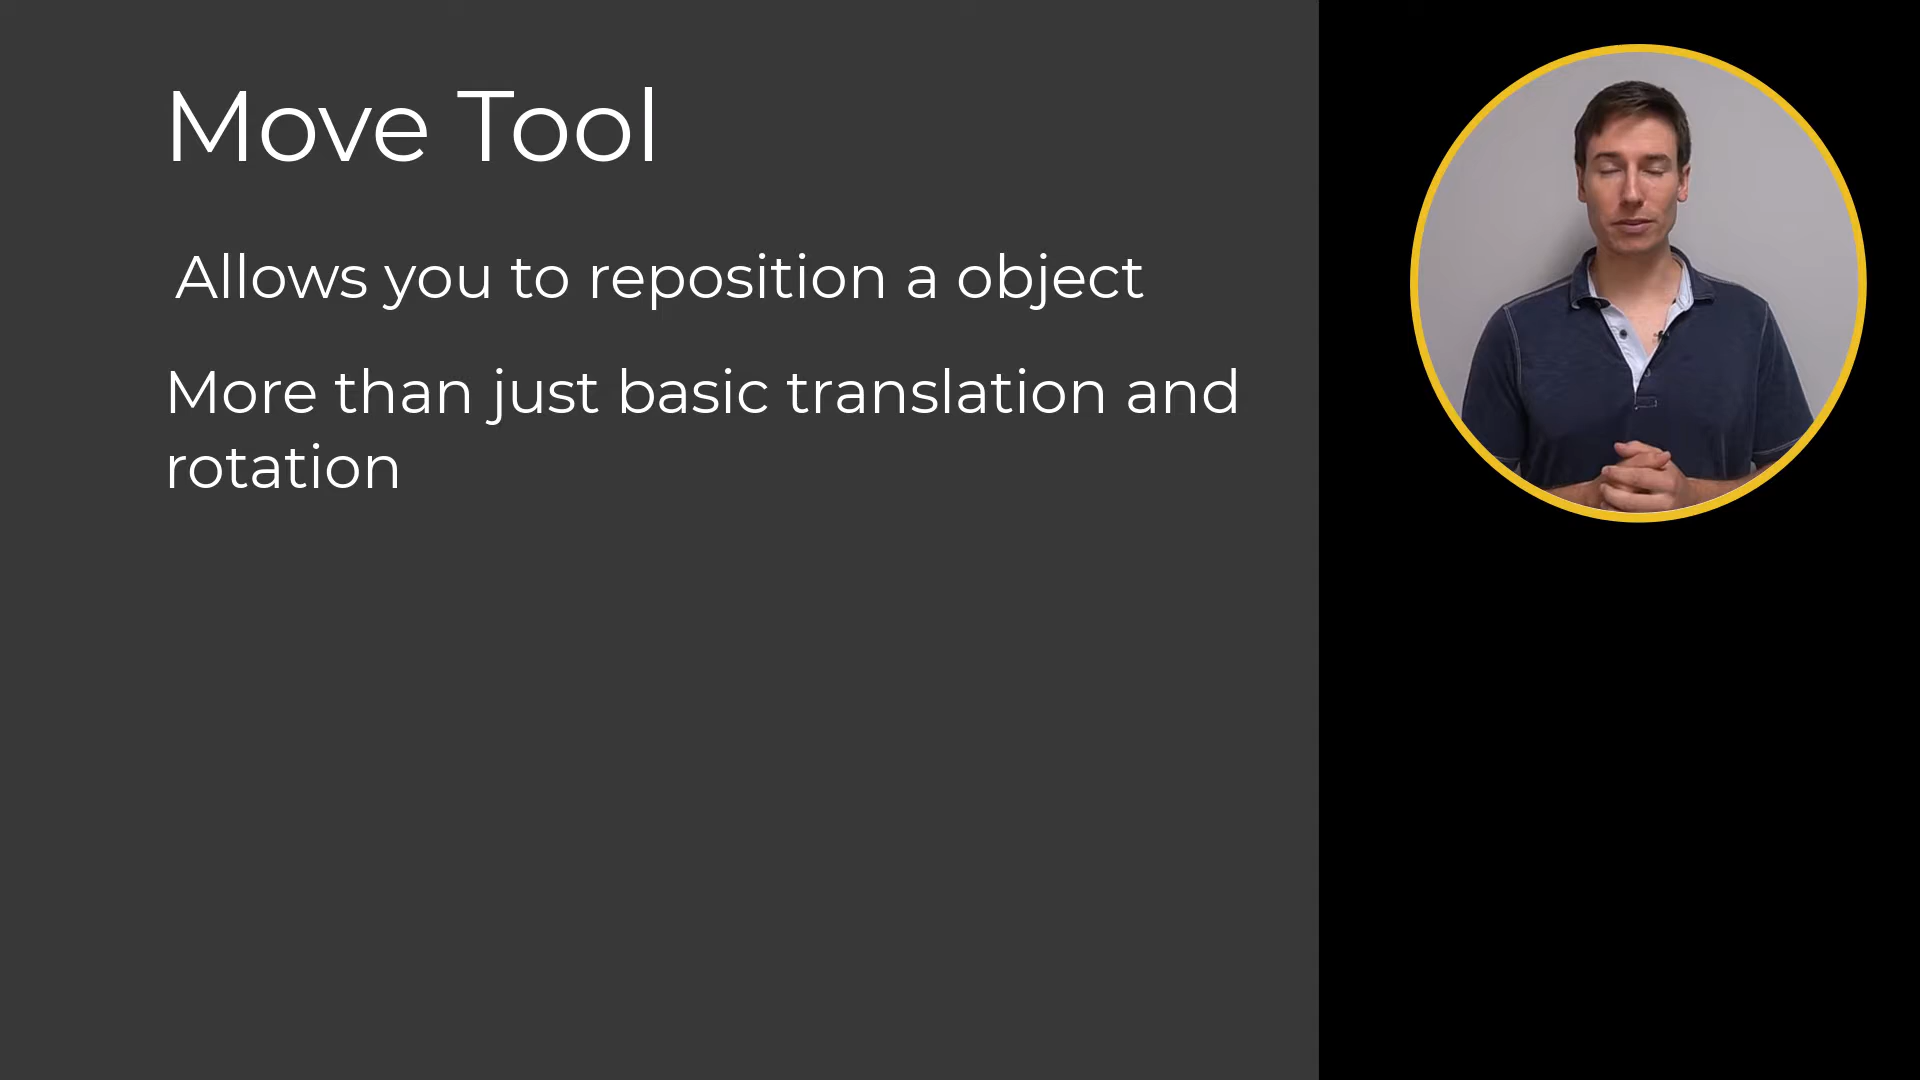 Move Tool
Allows you to reposition a object
More than just basic translation and
rotation